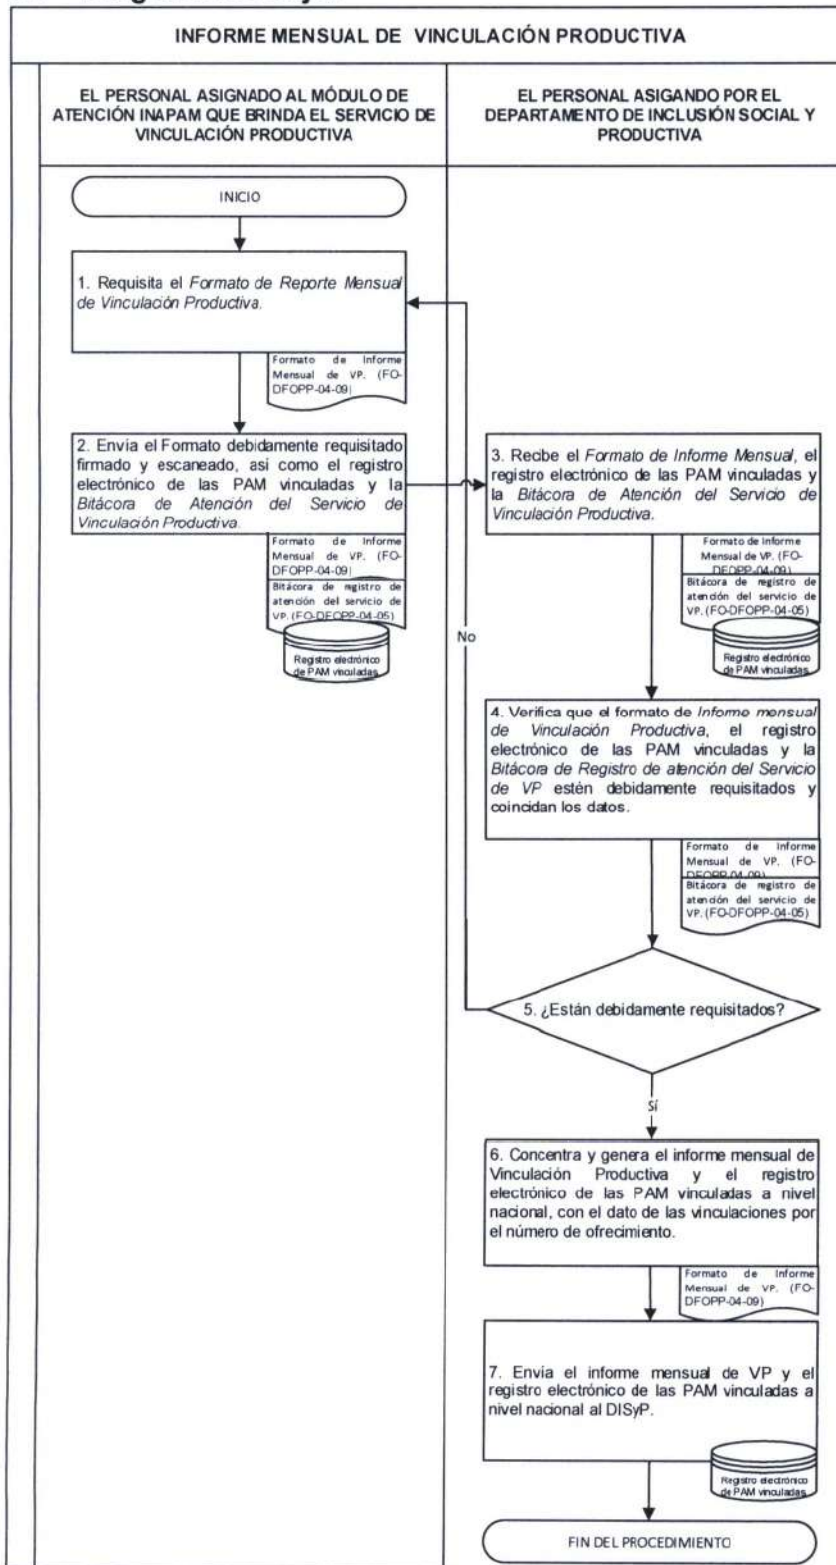 INFORME MENSUAL DE VINCULACIÓN PRODUCTIVA
EL PERSONAL ASIGNADO AL MÓDULO DE
ATENCIÓN INAPAM QUE BRINDA EL SERVICIO DE
VINCULACIÓN PRODUCTIVA
EL PERSONAL ASIGANDO POR EL
DEPARTAMENTO DE INCLUSIÓN SOCIAL Y
PRODUCTIVA
INICIO
1. Requisita el Formato de Reporte Mensual
de Vinculación Productiva.
Formato de Informe
Mensual de VP. (FO-
DFOPP-04-09)
2. Envía el Formato debidamente requisitado
firmado y escaneado, así como el registro
electrónico de las PAM vinculadas y la
Bitácora de Atención del Servicio de
Vinculación Productiva.
Formato de Informe
Mensual de VP. (FO-
DFOPP-04-09)
Bitácora de registro de
atención del servicio de
VP. (FO-DFOPP-04-05)
Registro electrónico
de PAM vinculadas
3. Recibe el Formato de Informe Mensual, el
registro electrónico de las PAM vinculadas y
la Bitácora de Atención del Servicio de
Vinculación Productiva.
Formato de Informe
Mensual de VP. (FO-
DFOPP-04-09)
Bitácora de registro de
atención del servicio de
VP. (FO-DFOPP-04-05)
Registro electrónico
de PAM vinculadas
No
4. Verifica que el formato de Informe mensual
de Vinculación Productiva, el registro
electrónico de las PAM vinculadas y la
Bitácora de Registro de atención del Servicio
de VP estén debidamente requisitados y
coincidan los datos.
Formato de Informe
Mensual de VP. (FO-
DFOPP-04-09)
Bitácora de registro de
atención del servicio de
VP. (FO-DFOPP-04-05)
5. ¿Están debidamente requisitados?
Sí
6. Concentra y genera el informe mensual de
Vinculación Productiva y el registro
electrónico de las PAM vinculadas a nivel
nacional, con el dato de las vinculaciones por
el número de ofrecimiento.
Formato de Informe
Mensual de VP. (FO-
DFOPP-04-09)
7. Envía el informe mensual de VP y el
registro electrónico de las PAM vinculadas a
nivel nacional al DISyP.
Registro electrónico
de PAM vinculadas
FIN DEL PROCEDIMIENTO